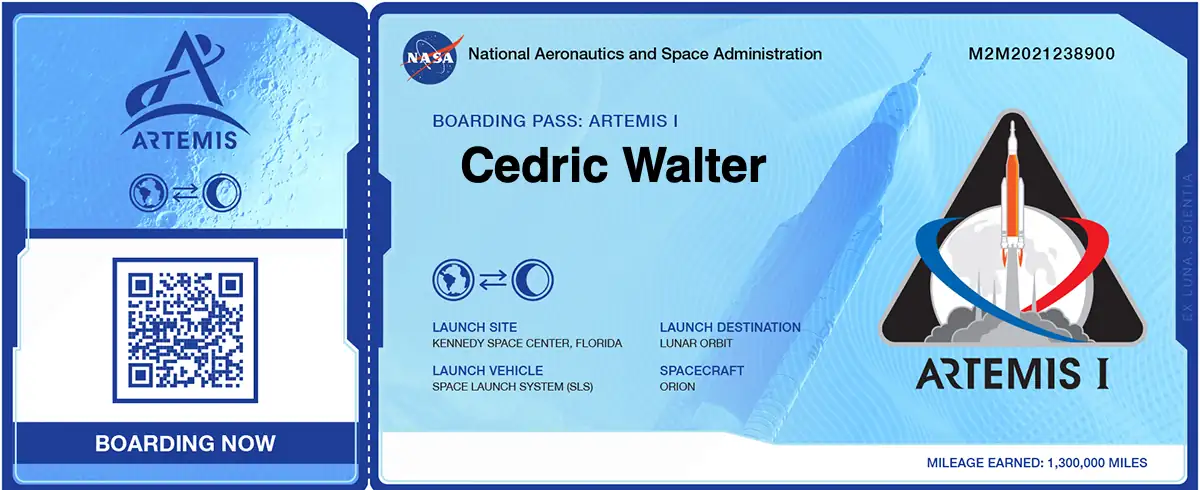 ARTEMIS
BOARDING NOW
NASA
National Aeronautics and Space Administration
M2M2021238900
BOARDING PASS: ARTEMIS I
Cedric Walter
LAUNCH SITE
KENNEDY SPACE CENTER, FLORIDA
LAUNCH DESTINATION
LUNAR ORBIT
LAUNCH VEHICLE
SPACE LAUNCH SYSTEM (SLS)
SPACECRAFT
ORION
ARTEMIS I
MILEAGE EARNED: 1,300,000 MILES
EX LUNA, SCIENTIA